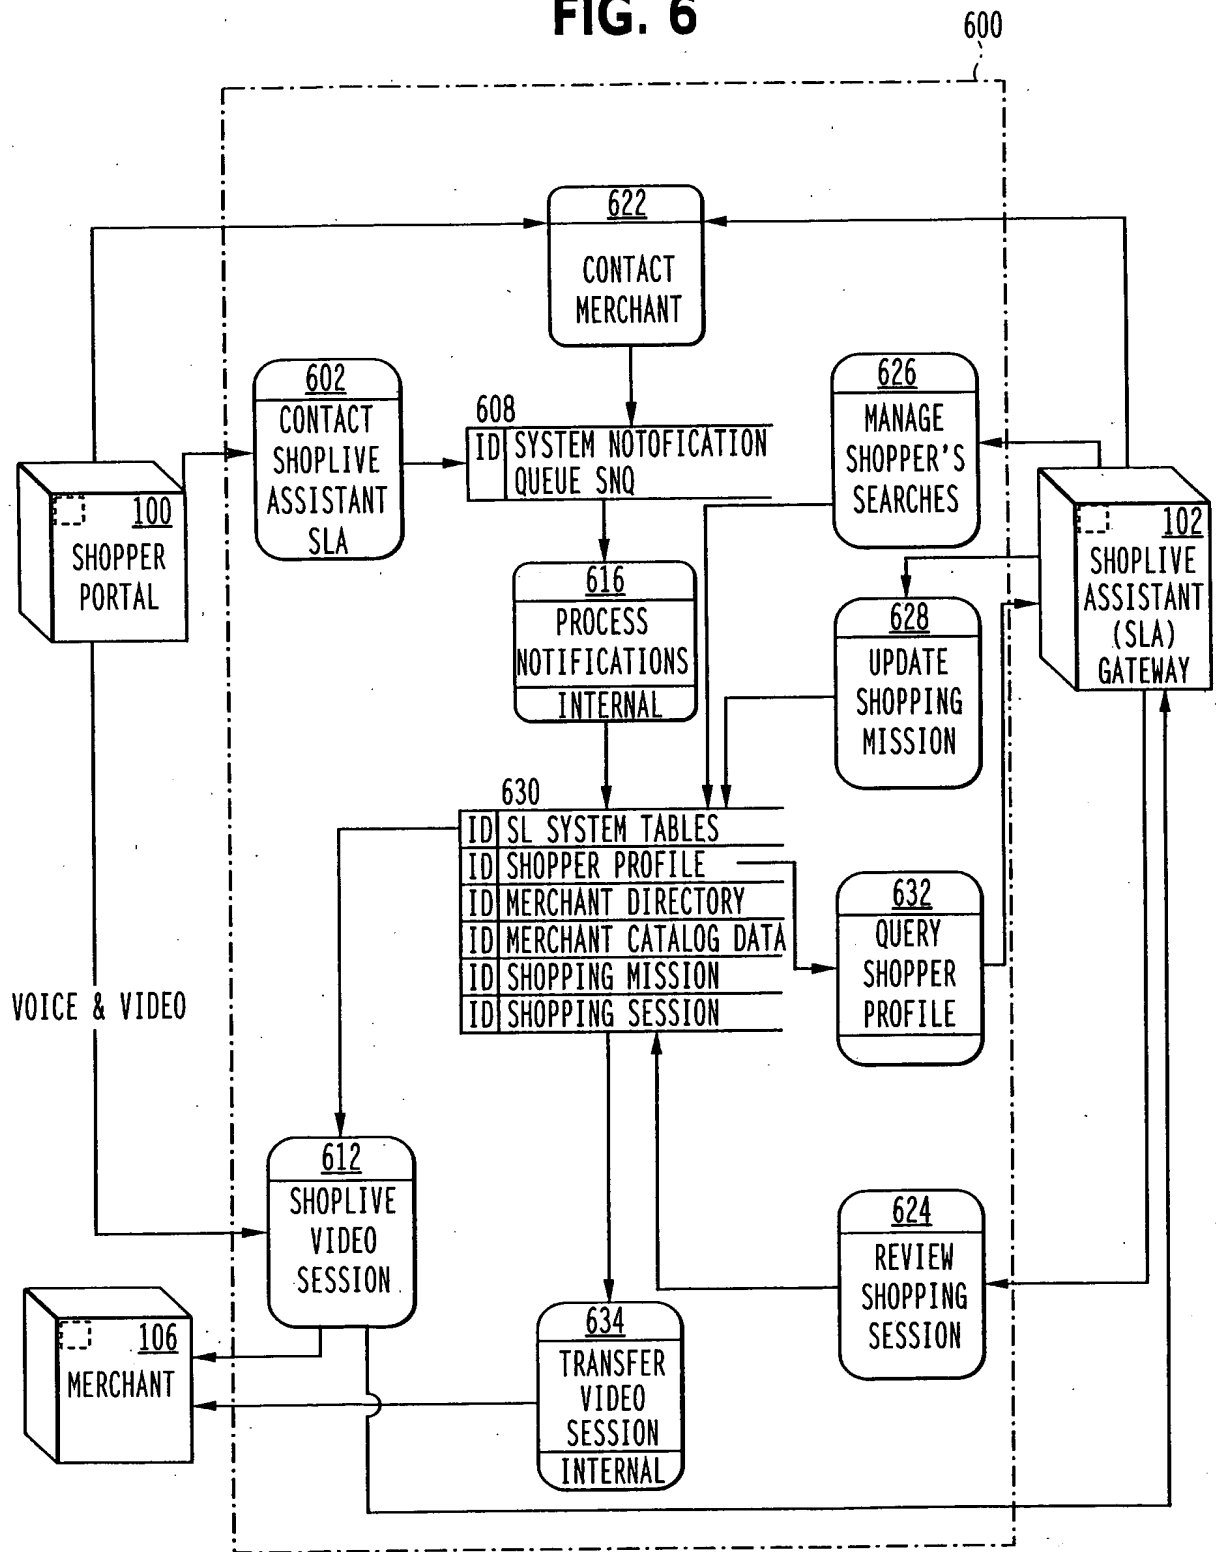 FIG. 6
600
622
CONTACT
MERCHANT
602
CONTACT
SHOPLIVE
ASSISTANT
SLA
608
ID SYSTEM NOTOFICATION
QUEUE SNQ
626
MANAGE
SHOPPER'S
SEARCHES
100
SHOPPER
PORTAL
102
SHOPLIVE
ASSISTANT
(SLA)
GATEWAY
616
PROCESS
NOTIFICATIONS
INTERNAL
628
UPDATE
SHOPPING
MISSION
630
ID SL SYSTEM TABLES
ID SHOPPER PROFILE
ID MERCHANT DIRECTORY
ID MERCHANT CATALOG DATA
ID SHOPPING MISSION
ID SHOPPING SESSION
632
QUERY
SHOPPER
PROFILE
VOICE & VIDEO
612
SHOPLIVE
VIDEO
SESSION
624
REVIEW
SHOPPING
SESSION
106
MERCHANT
634
TRANSFER
VIDEO
SESSION
INTERNAL